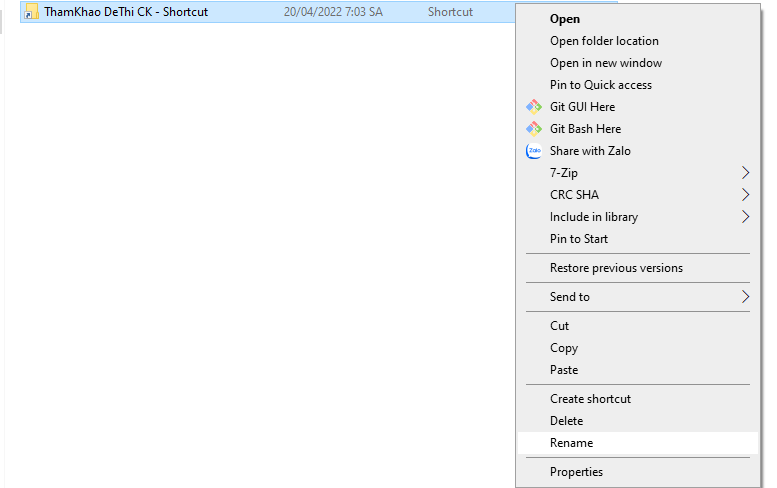 ThamKhao DeThi CK - Shortcut 20/04/2022 7:03 SA Shortcut
Open
Open folder location
Open in new window
Pin to Quick access
Git GUI Here
Git Bash Here
Zalo Share with Zalo
7-Zip
CRC SHA
Include in library
Pin to Start
Restore previous versions
Send to
Cut
Copy
Paste
Create shortcut
Delete
Rename
Properties